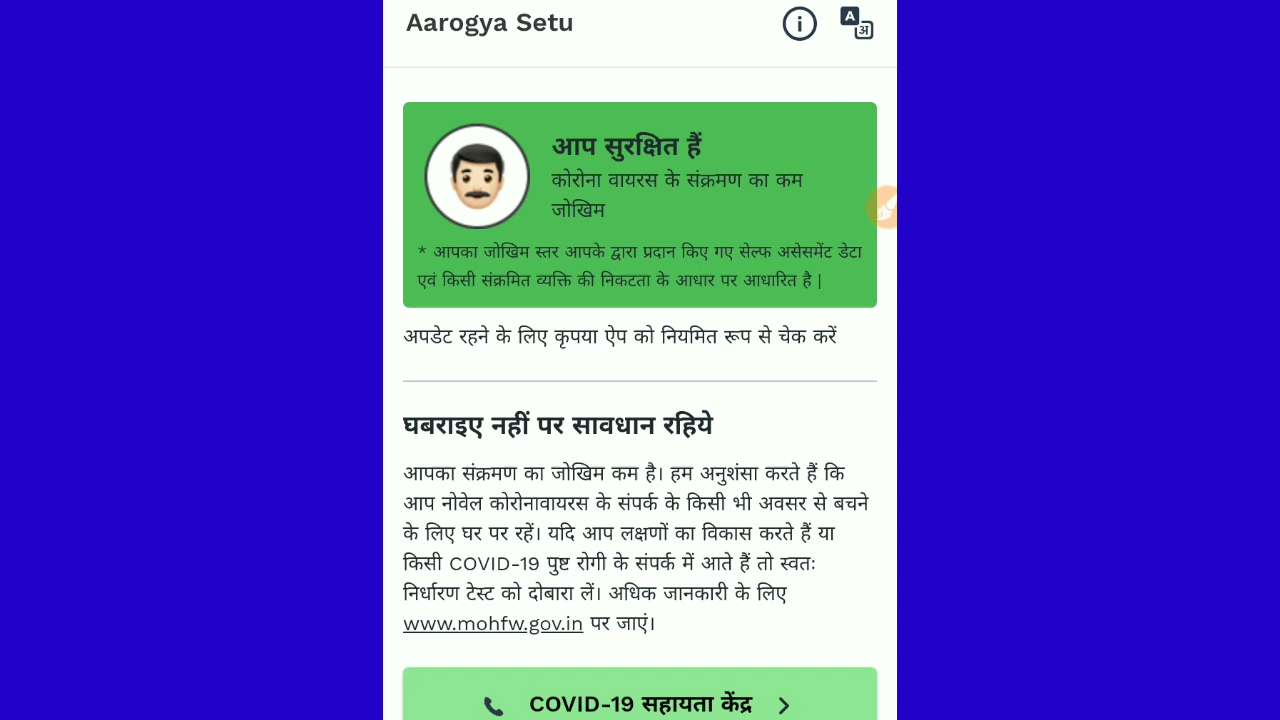 Aarogya Setu
आप सुरक्षित हैं
कोरोना वायरस के संक्रमण का कम
जोखिम
* आपका जोखिम स्तर आपके द्वारा प्रदान किए गए सेल्फ असेसमेंट डेटा
एवं किसी संक्रमित व्यक्ति की निकटता के आधार पर आधारित है |
अपडेट रहने के लिए कृपया ऐप को नियमित रूप से चेक करें
घबराइए नहीं पर सावधान रहिये
आपका संक्रमण का जोखिम कम है। हम अनुशंसा करते हैं कि
आप नोवेल कोरोनावायरस के संपर्क के किसी भी अवसर से बचने
के लिए घर पर रहें। यदि आप लक्षणों का विकास करते हैं या
किसी COVID-19 पुष्ट रोगी के संपर्क में आते हैं तो स्वतः
निर्धारण टेस्ट को दोबारा लें। अधिक जानकारी के लिए
www.mohfw.gov.in पर जाएं।
COVID-19 सहायता केंद्र